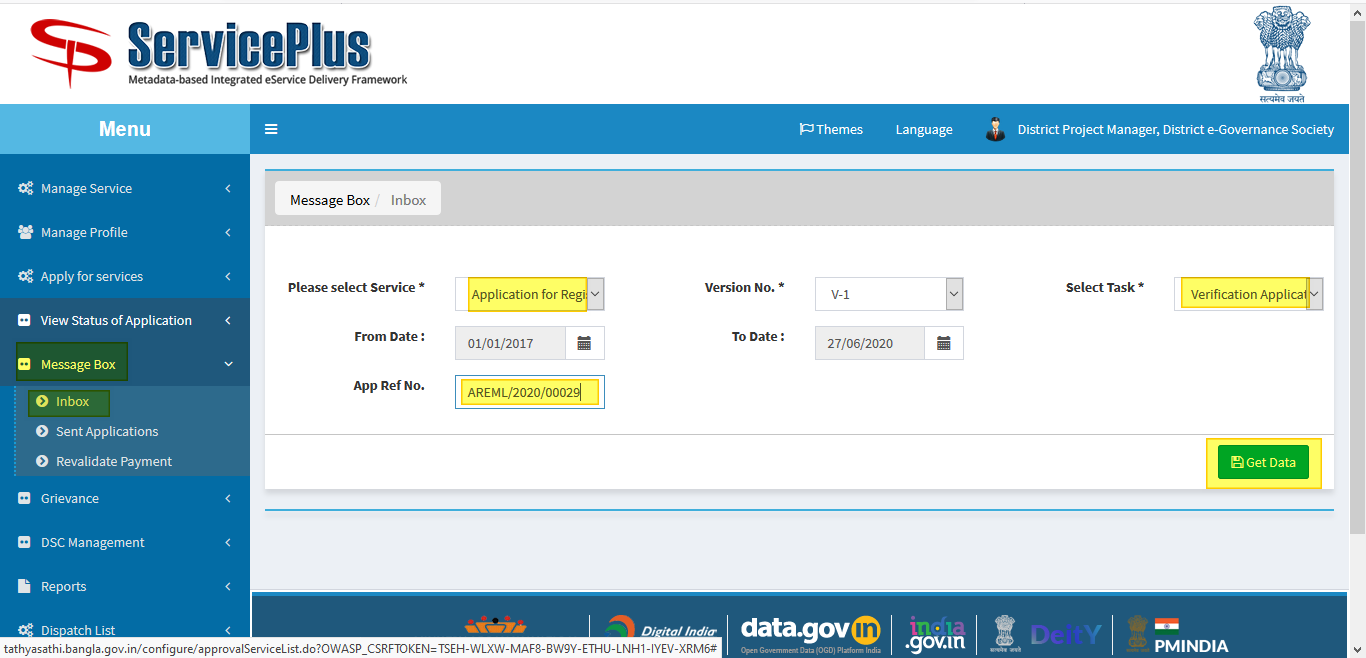 ServicePlus
Metadata-based Integrated eService Delivery Framework
सत्यमेव जयते
Menu
Themes
Language
District Project Manager, District e-Governance Society
Manage Service
Manage Profile
Apply for services
View Status of Application
Message Box
Inbox
Sent Applications
Revalidate Payment
Grievance
DSC Management
Reports
Dispatch List
Message Box / Inbox
Please select Service *
Application for Regi
Version No. *
V-1
Select Task *
Verification Applicat
From Date :
01/01/2017
To Date :
27/06/2020
App Ref No.
AREML/2020/00029
Get Data
Digital India
data.gov in
Open Government Data (OGD) Platform India
india
.gov.in
DeitY
PMINDIA
tathyasathi.bangla.gov.in/configure/approvalServiceList.do?OWASP_CSRFTOKEN=TSEH-WLXW-MAF8-BW9Y-ETHU-LNH1-IYEV-XRM6#